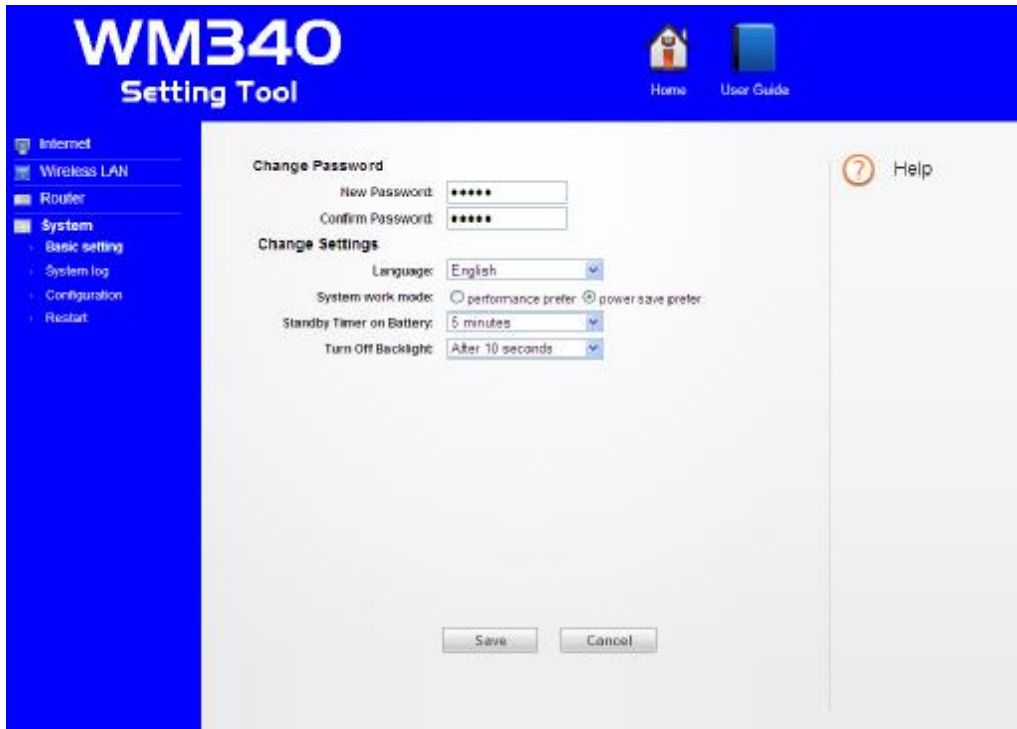 WM340
Setting Tool
Home
User Guide
Internet
Wireless LAN
Router
System
Basic setting
System log
Configuration
Restart
Change Password
New Password:
•••••
Confirm Password:
•••••
Change Settings
Language:
English
System work mode:
performance prefer
power save prefer
Standby Timer on Battery:
5 minutes
Turn Off Backlight:
After 10 seconds
Save
Cancel
?
Help